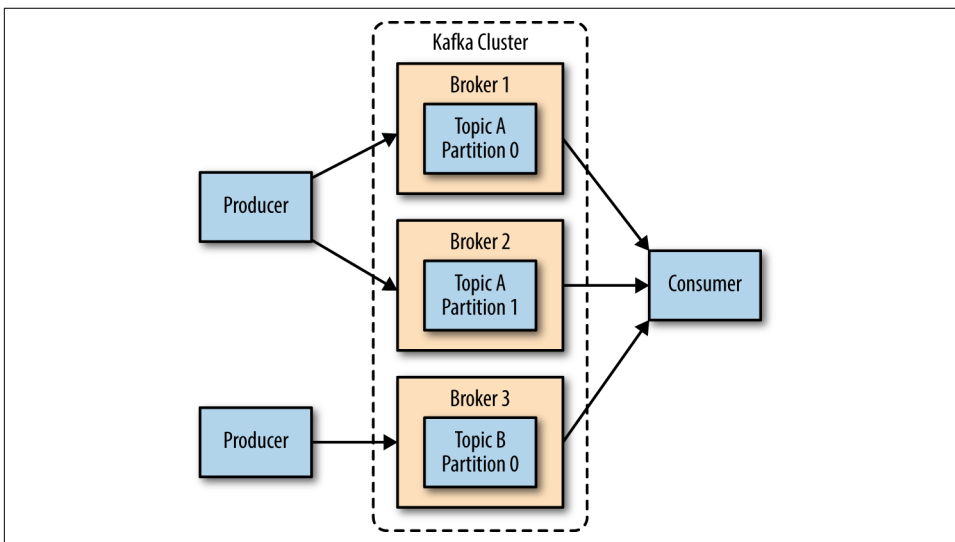 Kafka Cluster
Broker 1
Topic A
Partition 0
Producer
Broker 2
Topic A
Partition 1
Consumer
Broker 3
Topic B
Partition 0
Producer